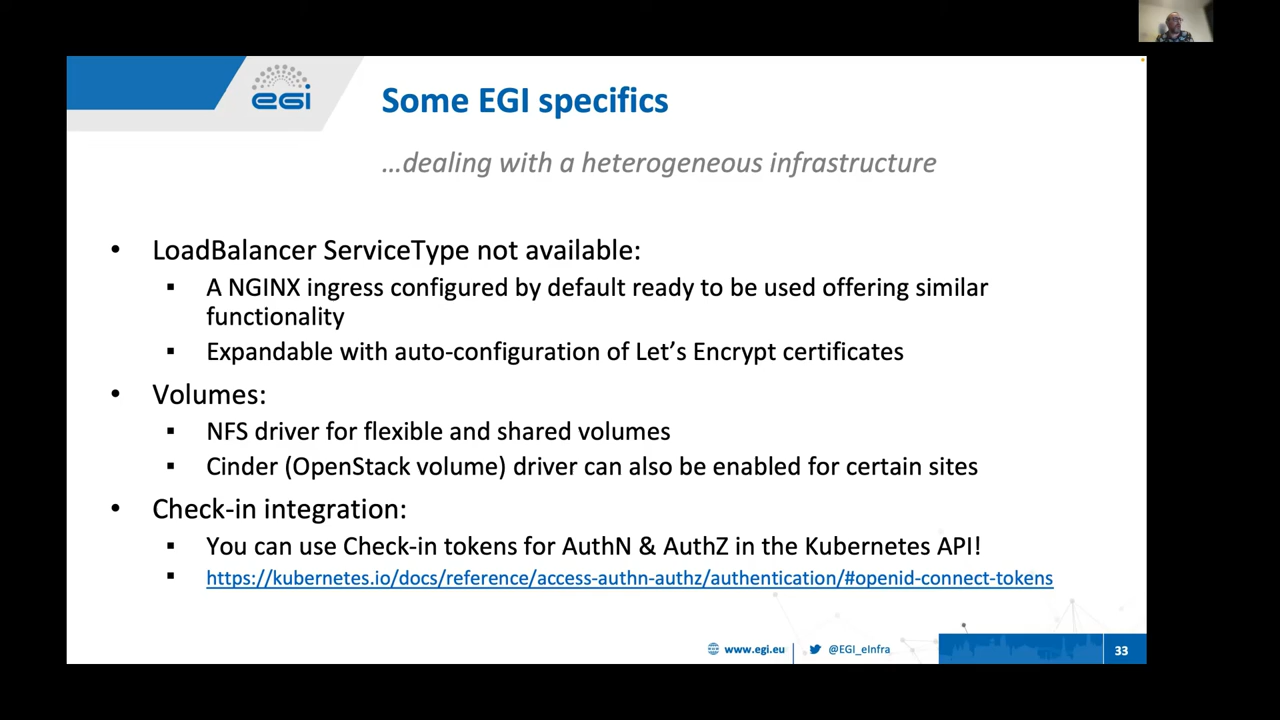 egi
Some EGI specifics
...dealing with a heterogeneous infrastructure
• LoadBalancer ServiceType not available:
▪ A NGINX ingress configured by default ready to be used offering similar
functionality
▪ Expandable with auto-configuration of Let's Encrypt certificates
• Volumes:
▪ NFS driver for flexible and shared volumes
▪ Cinder (OpenStack volume) driver can also be enabled for certain sites
• Check-in integration:
▪ You can use Check-in tokens for AuthN & AuthZ in the Kubernetes API!
▪ https://kubernetes.io/docs/reference/access-authn-authz/authentication/#openid-connect-tokens
www.egi.eu
@EGI_eInfra
33